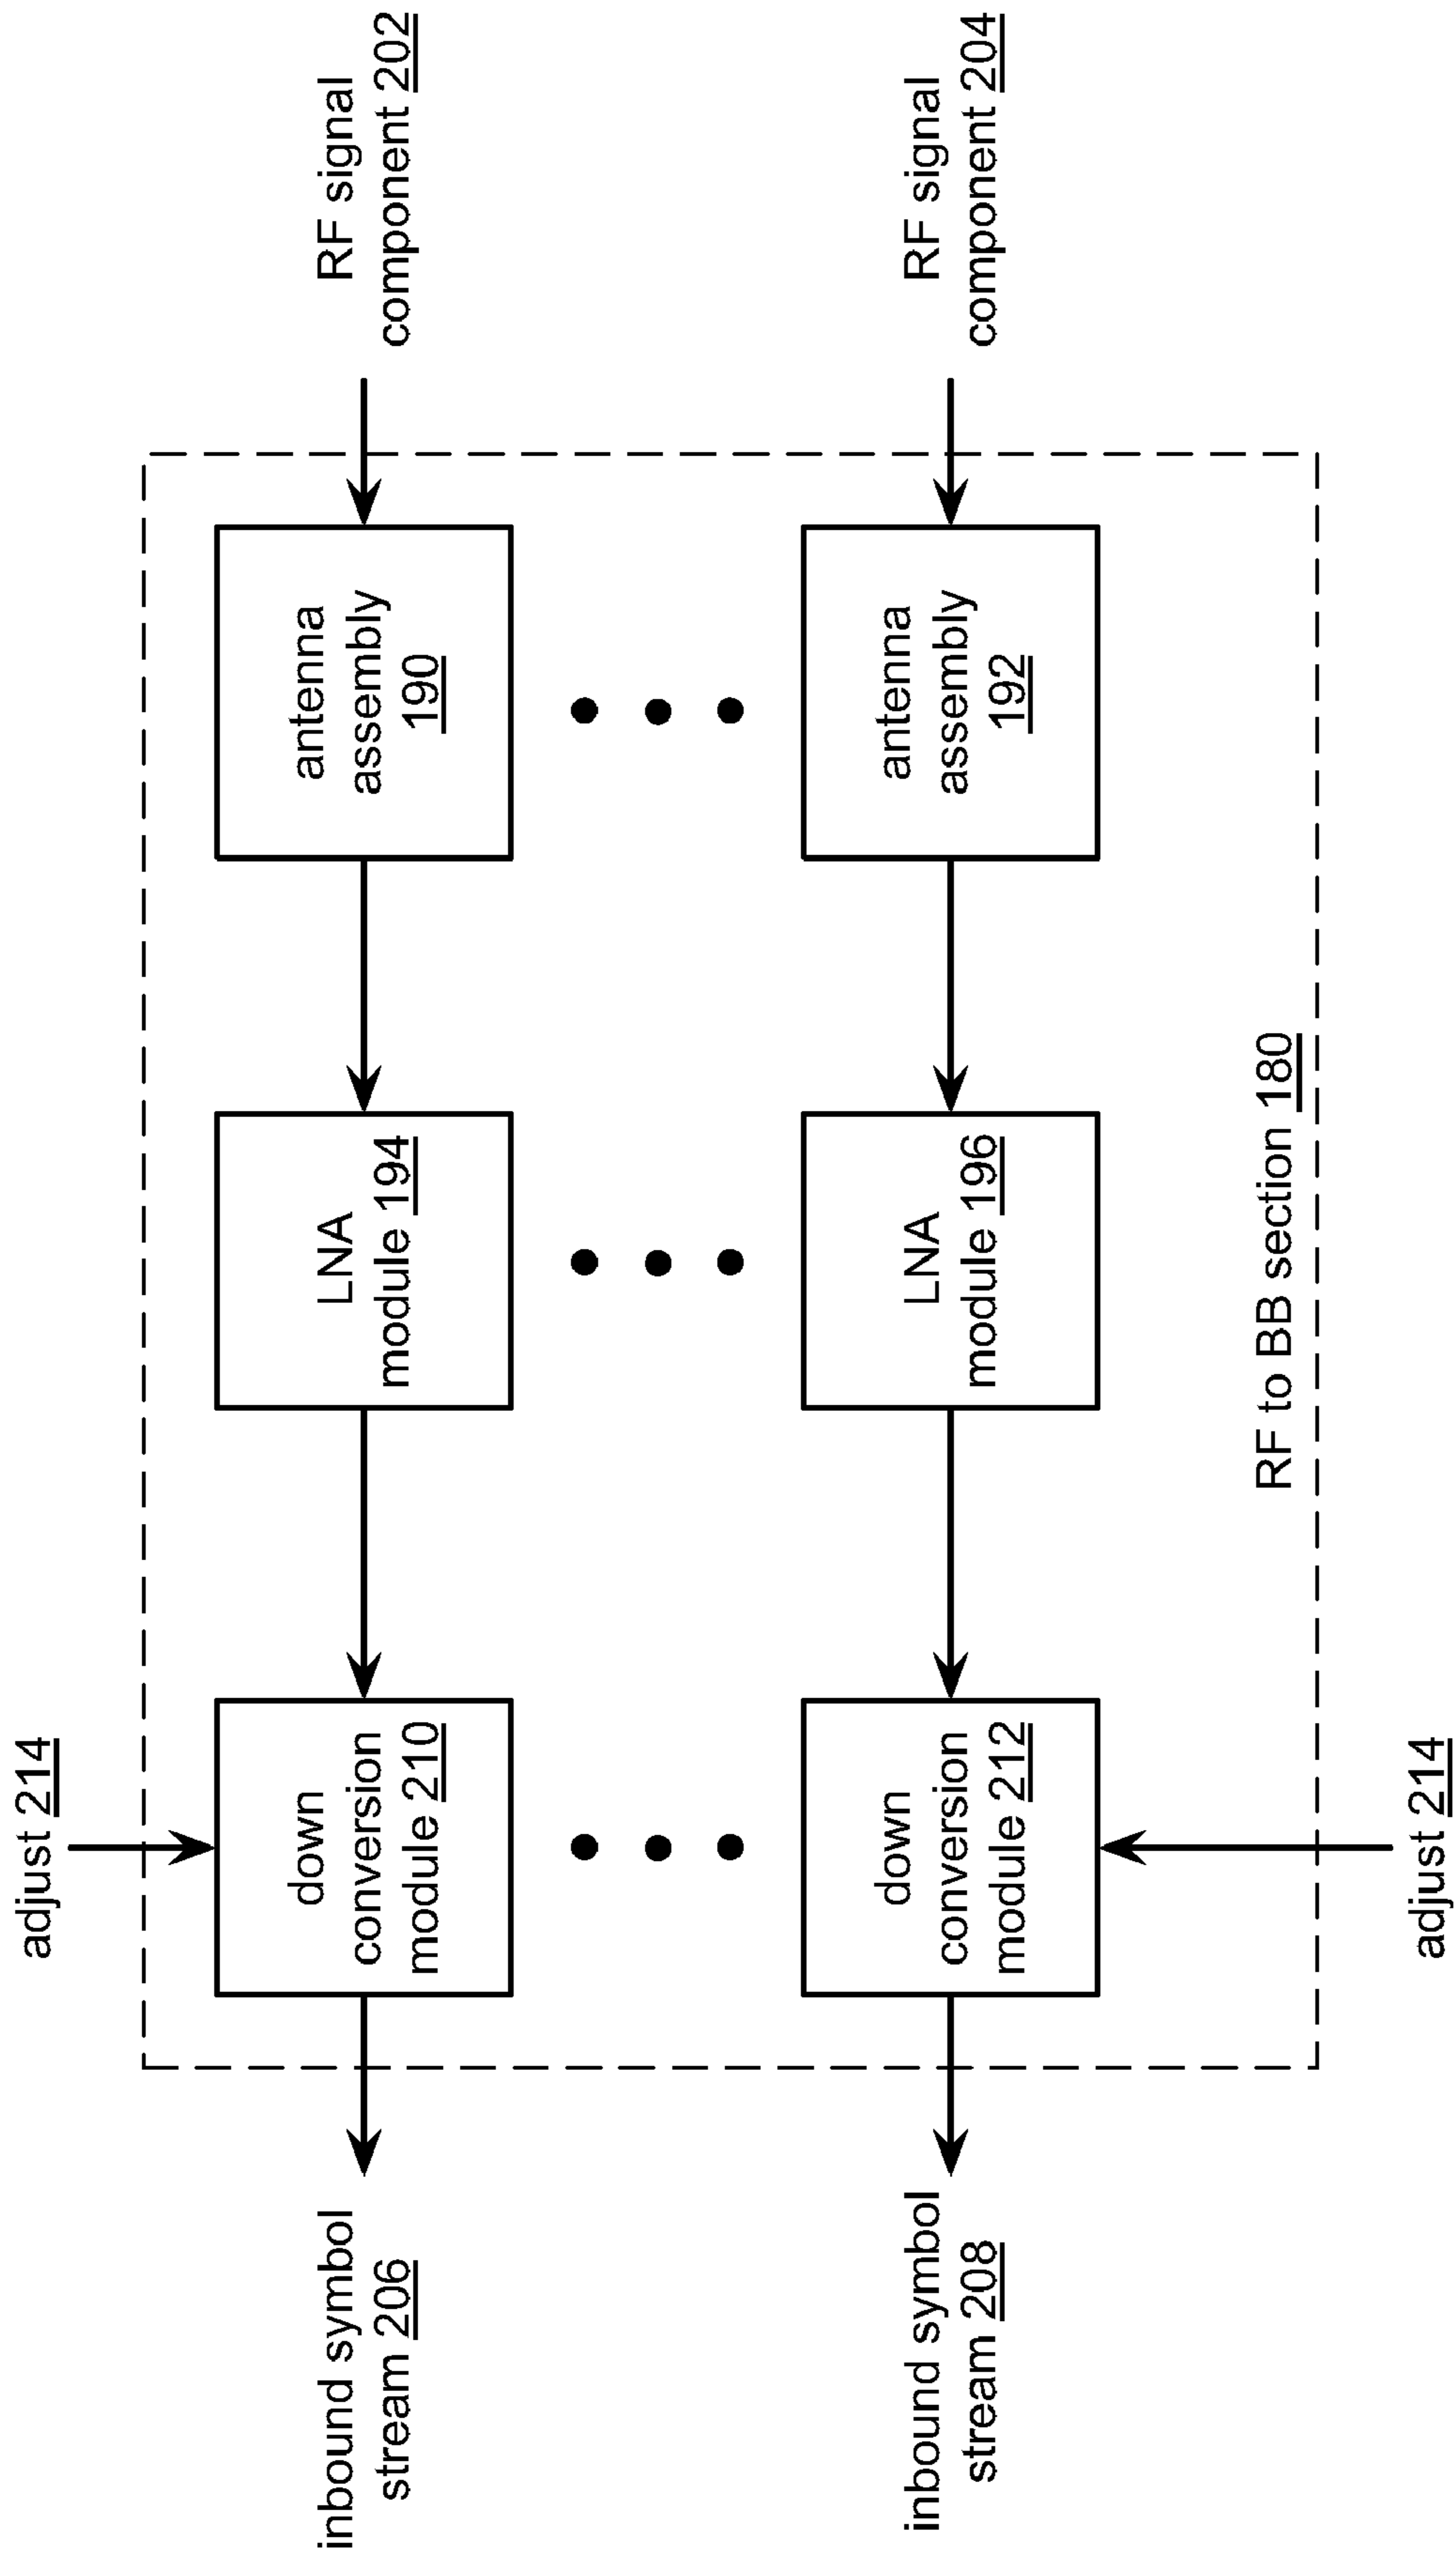 adjust 214
inbound symbol
stream 206
down
conversion
module 210
LNA
module 194
antenna
assembly
190
RF signal
component 202
inbound symbol
stream 208
down
conversion
module 212
LNA
module 196
antenna
assembly
192
RF signal
component 204
RF to BB section 180
adjust 214